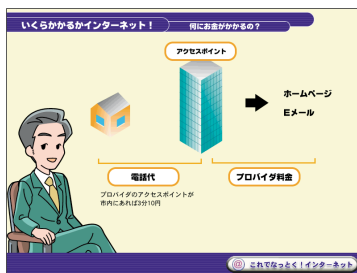 いくらかかるかインターネット！
何にお金がかかるの？
アクセスポイント
ホームページ
Eメール
電話代
プロバイダ料金
プロバイダのアクセスポイントが
市内にあれば3分10円
@ これでなっとく！インターネット